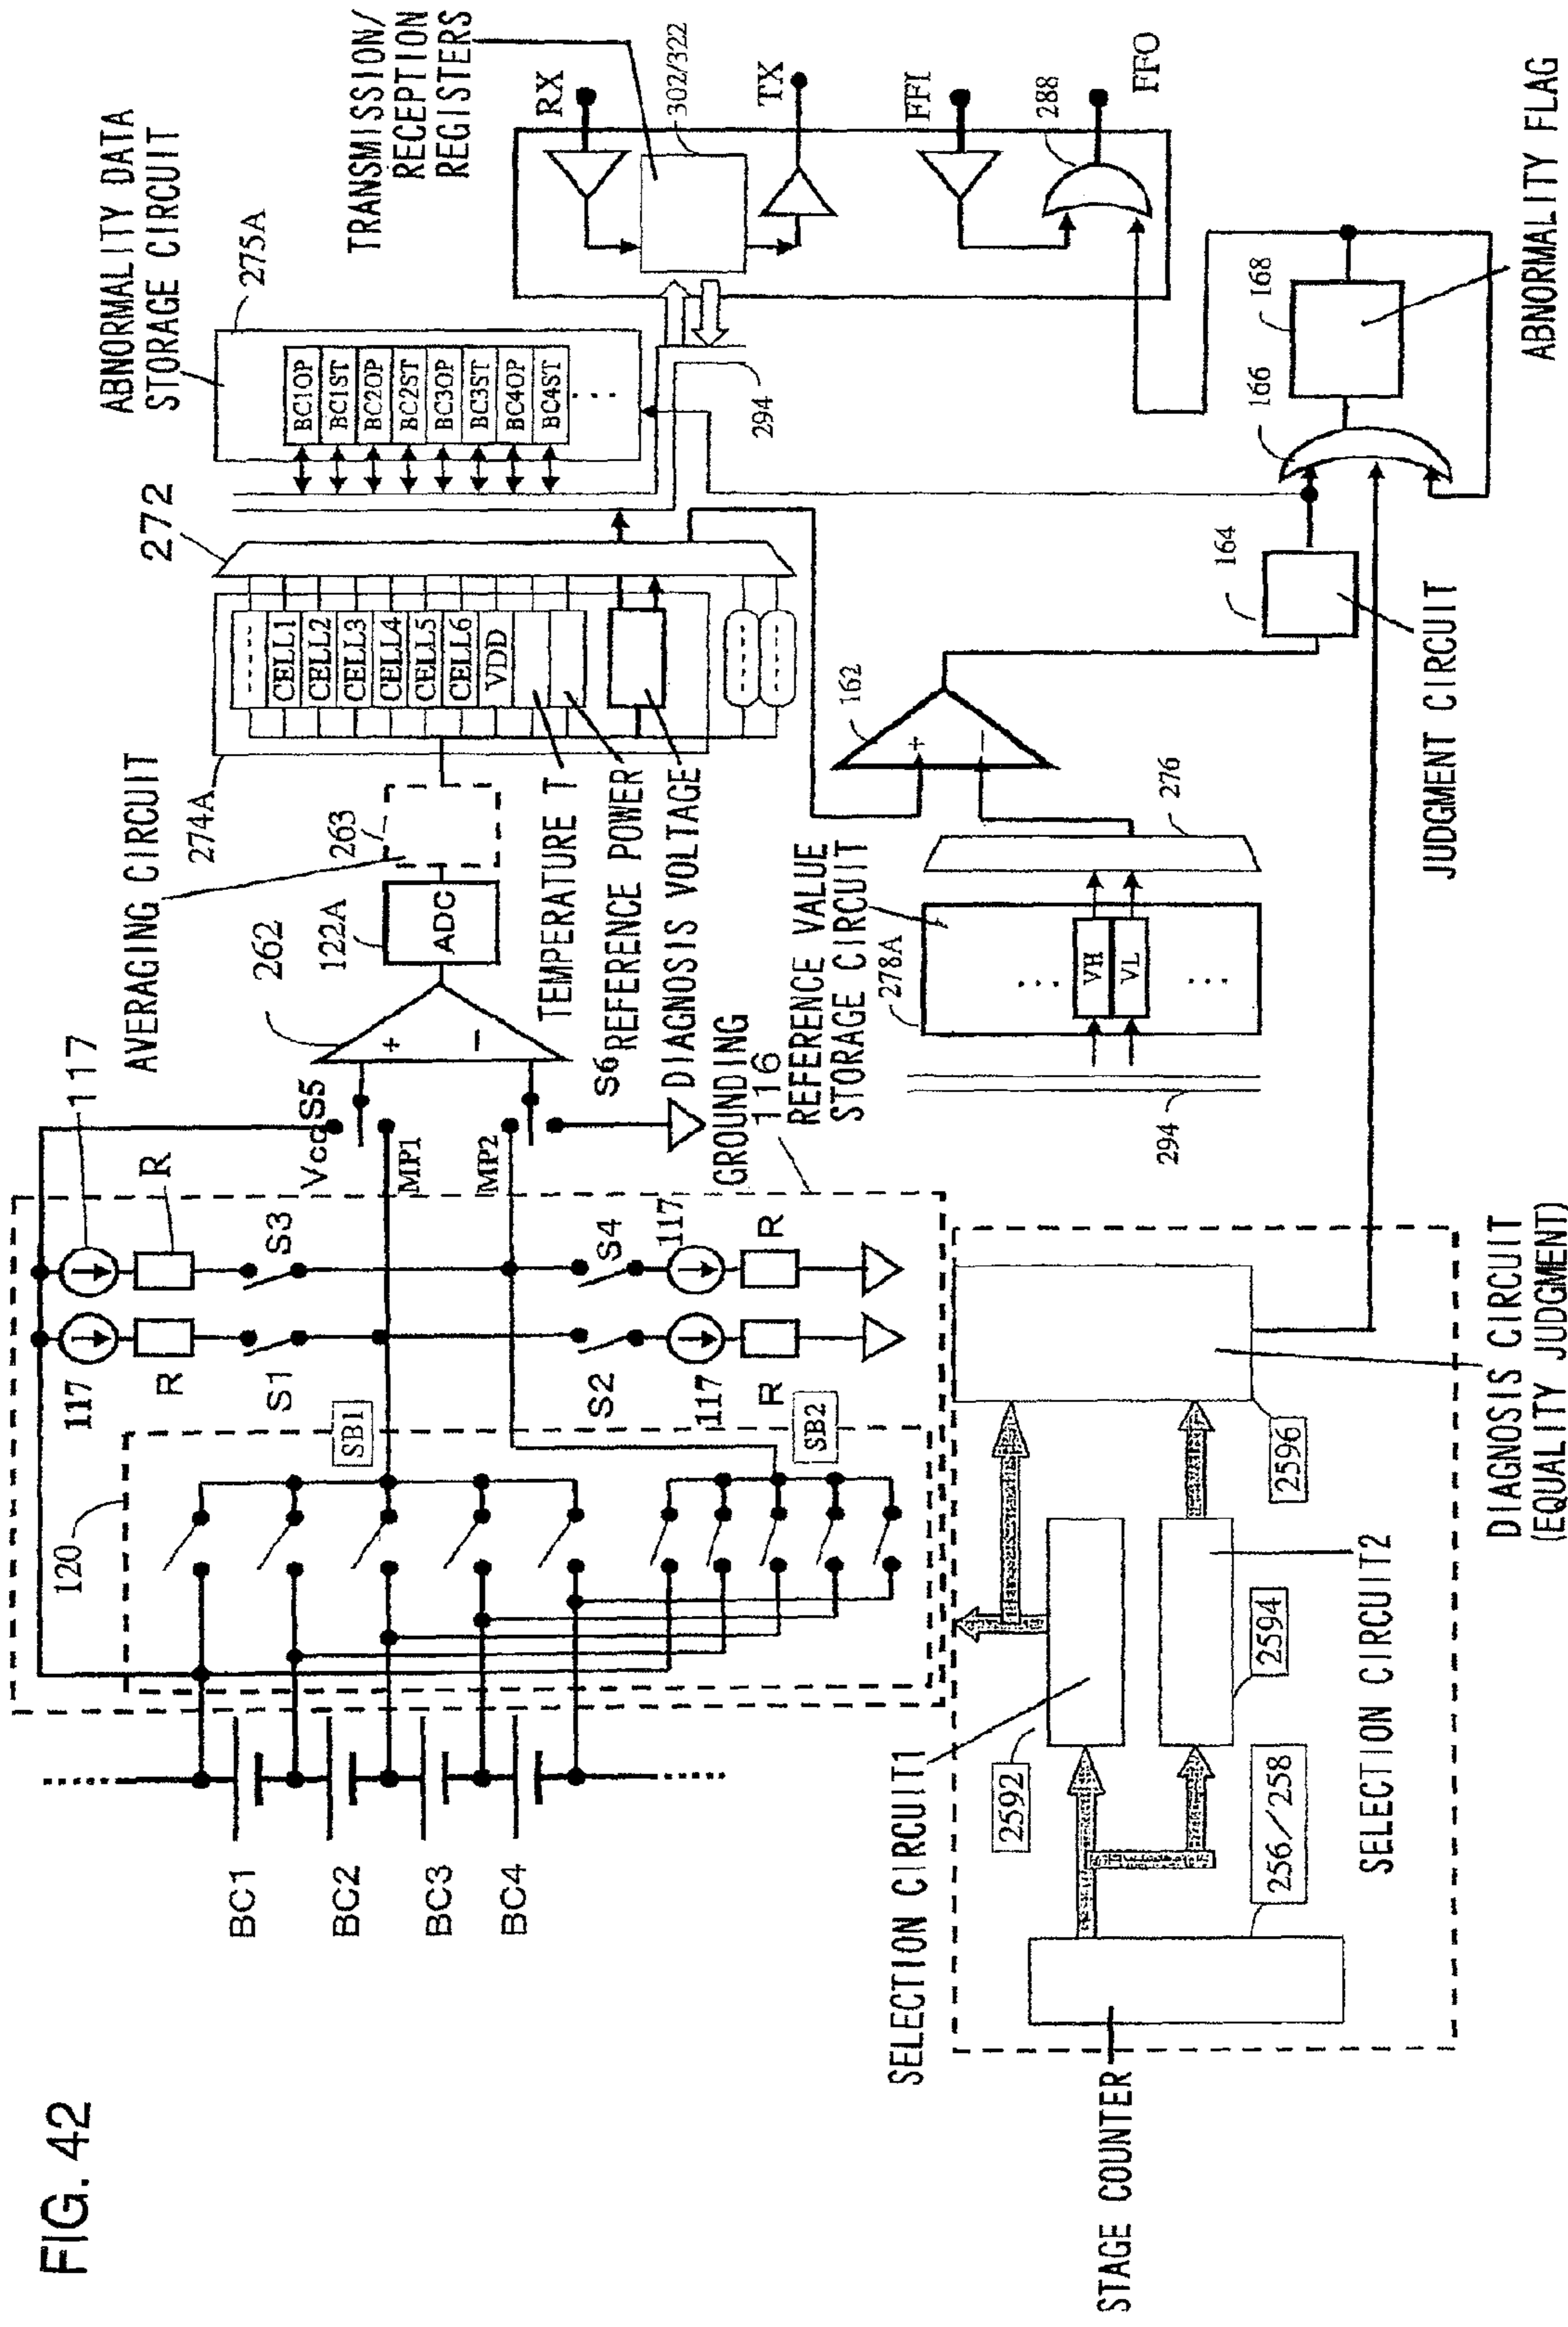 FIG. 42
BC1
BC2
BC3
BC4
120
117
R
S1
117
R
S3
SB1
SB2
S2
117
R
S4
117
R
116
Vcc
S5
MP1
MP2
S6
GROUNDING
262
+
−
122A
ADC
AVERAGING CIRCUIT
263
274A
CELL1
CELL2
CELL3
CELL4
CELL5
CELL6
VDD
TEMPERATURE T
REFERENCE POWER
DIAGNOSIS VOLTAGE
272
ABNORMALITY DATA
STORAGE CIRCUIT
275A
BC1OP
BC1ST
BC2OP
BC2ST
BC3OP
BC3ST
BC4OP
BC4ST
...
294
TRANSMISSION/
RECEPTION
REGISTERS
302/322
RX
TX
FFI
288
FFO
REFERENCE VALUE
STORAGE CIRCUIT
278A
...
VH
VL
...
294
276
162
+
−
164
JUDGMENT CIRCUIT
166
168
ABNORMALITY FLAG
STAGE COUNTER
256/258
SELECTION CIRCUIT1
2592
2594
SELECTION CIRCUIT2
2596
DIAGNOSIS CIRCUIT
(EQUALITY JUDGMENT)